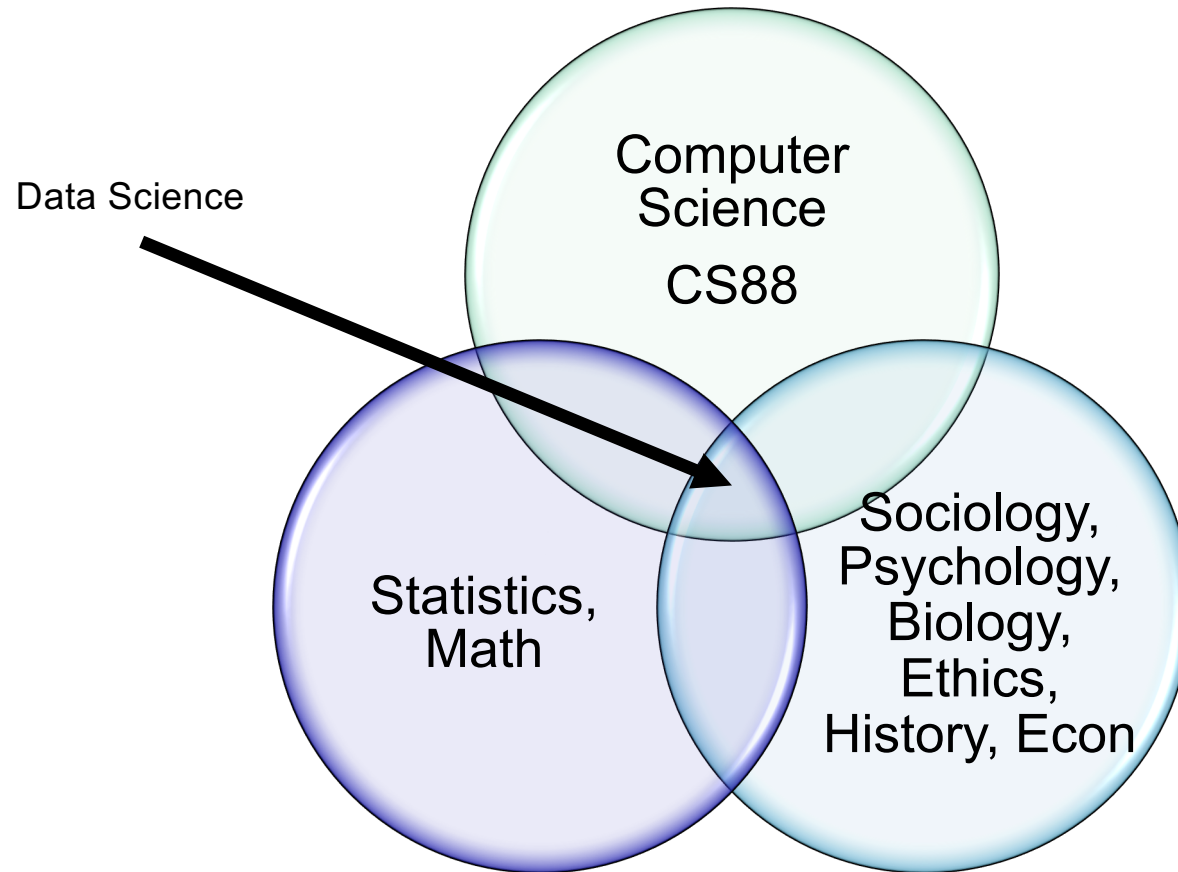 Computer
Science
CS88
Data Science
Statistics,
Math
Sociology,
Psychology,
Biology,
Ethics,
History, Econ